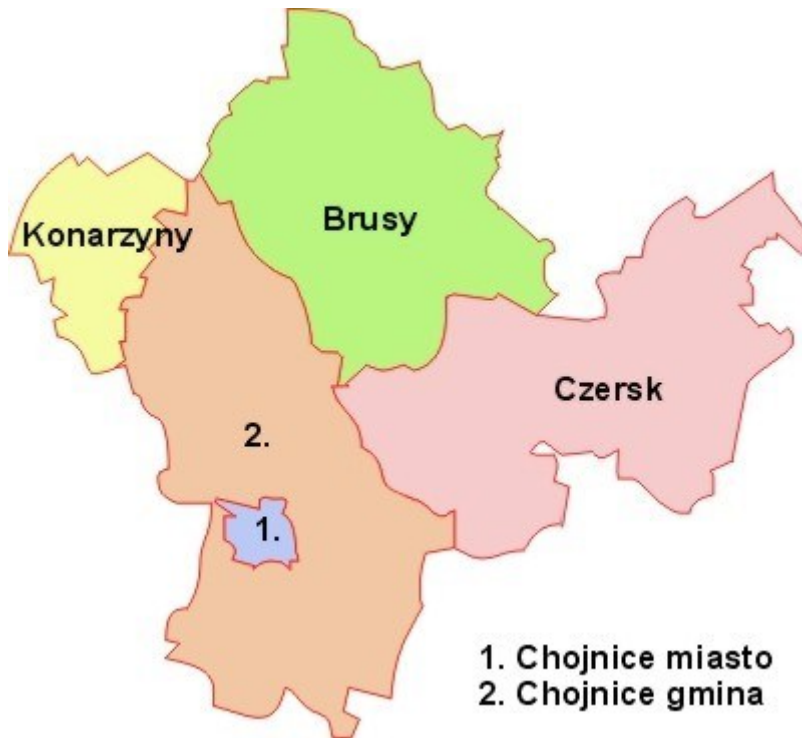 Brusy
Konarzyny
Czersk
2.
1.
1. Chojnice miasto
2. Chojnice gmina